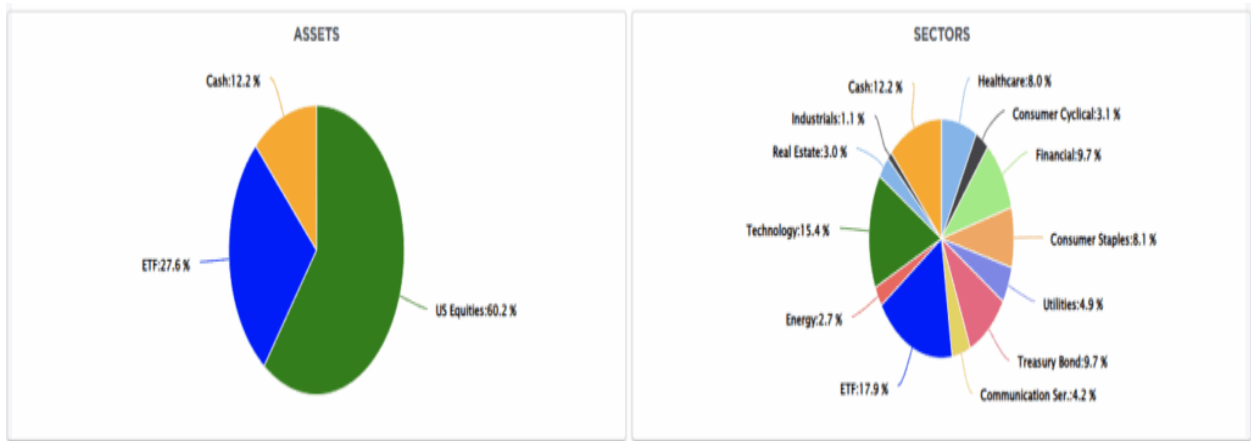 ASSETS
Cash:12.2 %
ETF:27.6 %
US Equities:60.2 %
SECTORS
Cash:12.2 %
Healthcare:8.0 %
Industrials:1.1 %
Consumer Cyclical:3.1 %
Real Estate:3.0 %
Financial:9.7 %
Technology:15.4 %
Consumer Staples:8.1 %
Energy:2.7 %
Utilities:4.9 %
Treasury Bond:9.7 %
ETF:17.9 %
Communication Ser.:4.2 %